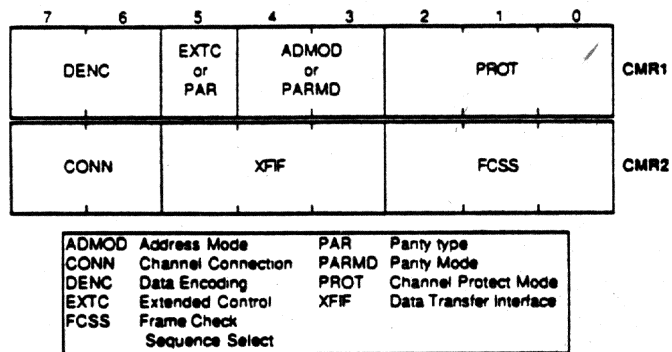 7 6 5 4 3 2 1 0
DENC EXTC or PAR ADMOD or PARMD PROT CMR1
CONN XFIF FCSS CMR2
ADMOD Address Mode PAR Parity type
CONN Channel Connection PARMD Parity Mode
DENC Data Encoding PROT Channel Protect Mode
EXTC Extended Control XFIF Data Transfer Interface
FCSS Frame Check
Sequence Select